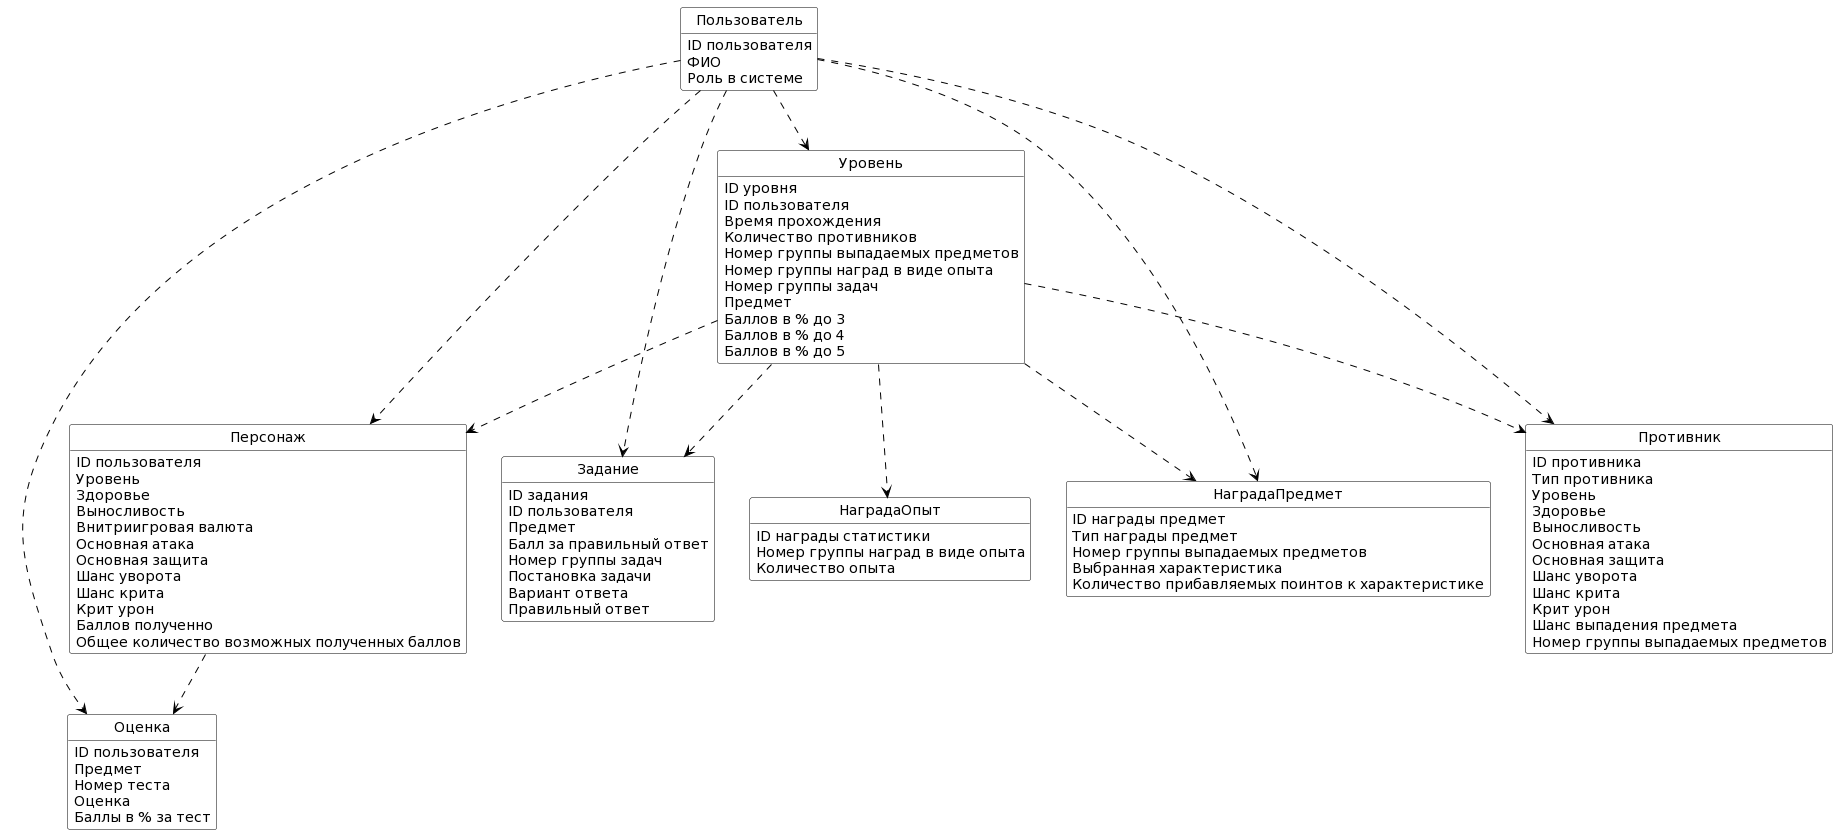 Пользователь
ID пользователя
ФИО
Роль в системе
Уровень
ID уровня
ID пользователя
Время прохождения
Количество противников
Номер группы выпадаемых предметов
Номер группы наград в виде опыта
Номер группы задач
Предмет
Баллов в % до 3
Баллов в % до 4
Баллов в % до 5
Персонаж
ID пользователя
Уровень
Здоровье
Выносливость
Внитриигровая валюта
Основная атака
Основная защита
Шанс уворота
Шанс крита
Крит урон
Баллов полученно
Общее количество возможных полученных баллов
Задание
ID задания
ID пользователя
Предмет
Балл за правильный ответ
Номер группы задач
Постановка задачи
Вариант ответа
Правильный ответ
НаградаОпыт
ID награды статистики
Номер группы наград в виде опыта
Количество опыта
НаградаПредмет
ID награды предмет
Тип награды предмет
Номер группы выпадаемых предметов
Выбранная характеристика
Количество прибавляемых поинтов к характеристике
Противник
ID противника
Тип противника
Уровень
Здоровье
Выносливость
Основная атака
Основная защита
Шанс уворота
Шанс крита
Крит урон
Шанс выпадения предмета
Номер группы выпадаемых предметов
Оценка
ID пользователя
Предмет
Номер теста
Оценка
Баллы в % за тест